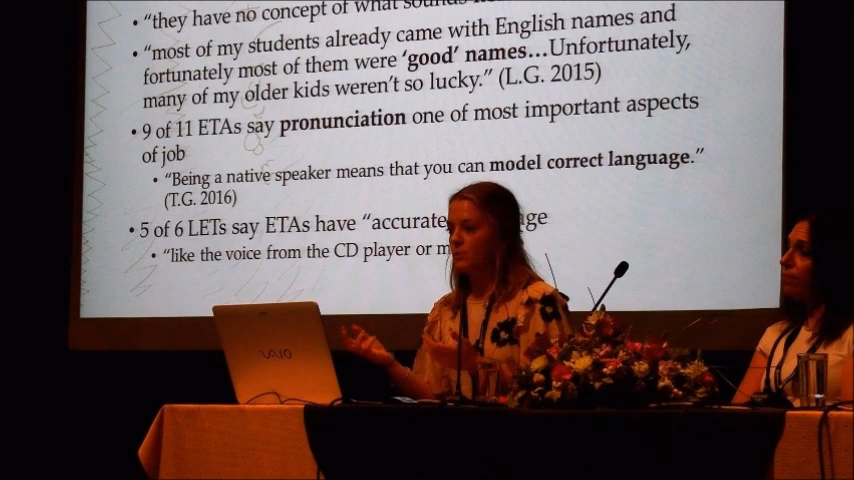 • “they have no concept of what sounds
• “most of my students already came with English names and
fortunately most of them were ‘good’ names…Unfortunately,
many of my older kids weren’t so lucky.” (L.G. 2015)
• 9 of 11 ETAs say pronunciation one of most important aspects
of job
• “Being a native speaker means that you can model correct language.”
(T.G. 2016)
• 5 of 6 LETs say ETAs have “accurate
• “like the voice from the CD player or
VAIO